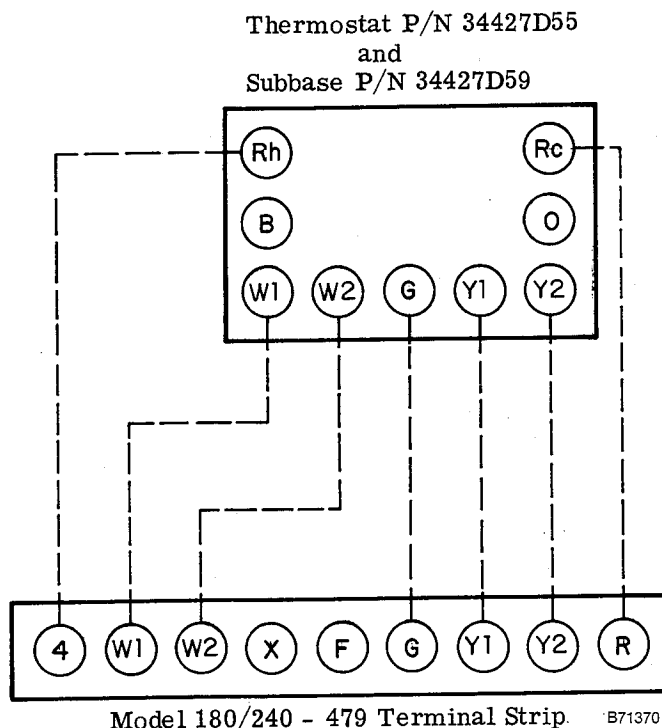 Thermostat P/N 34427D55
and
Subbase P/N 34427D59
Rh Rc
B O
W1 W2 G Y1 Y2
4 W1 W2 X F G Y1 Y2 R
Model 180/240 - 479 Terminal Strip B71370